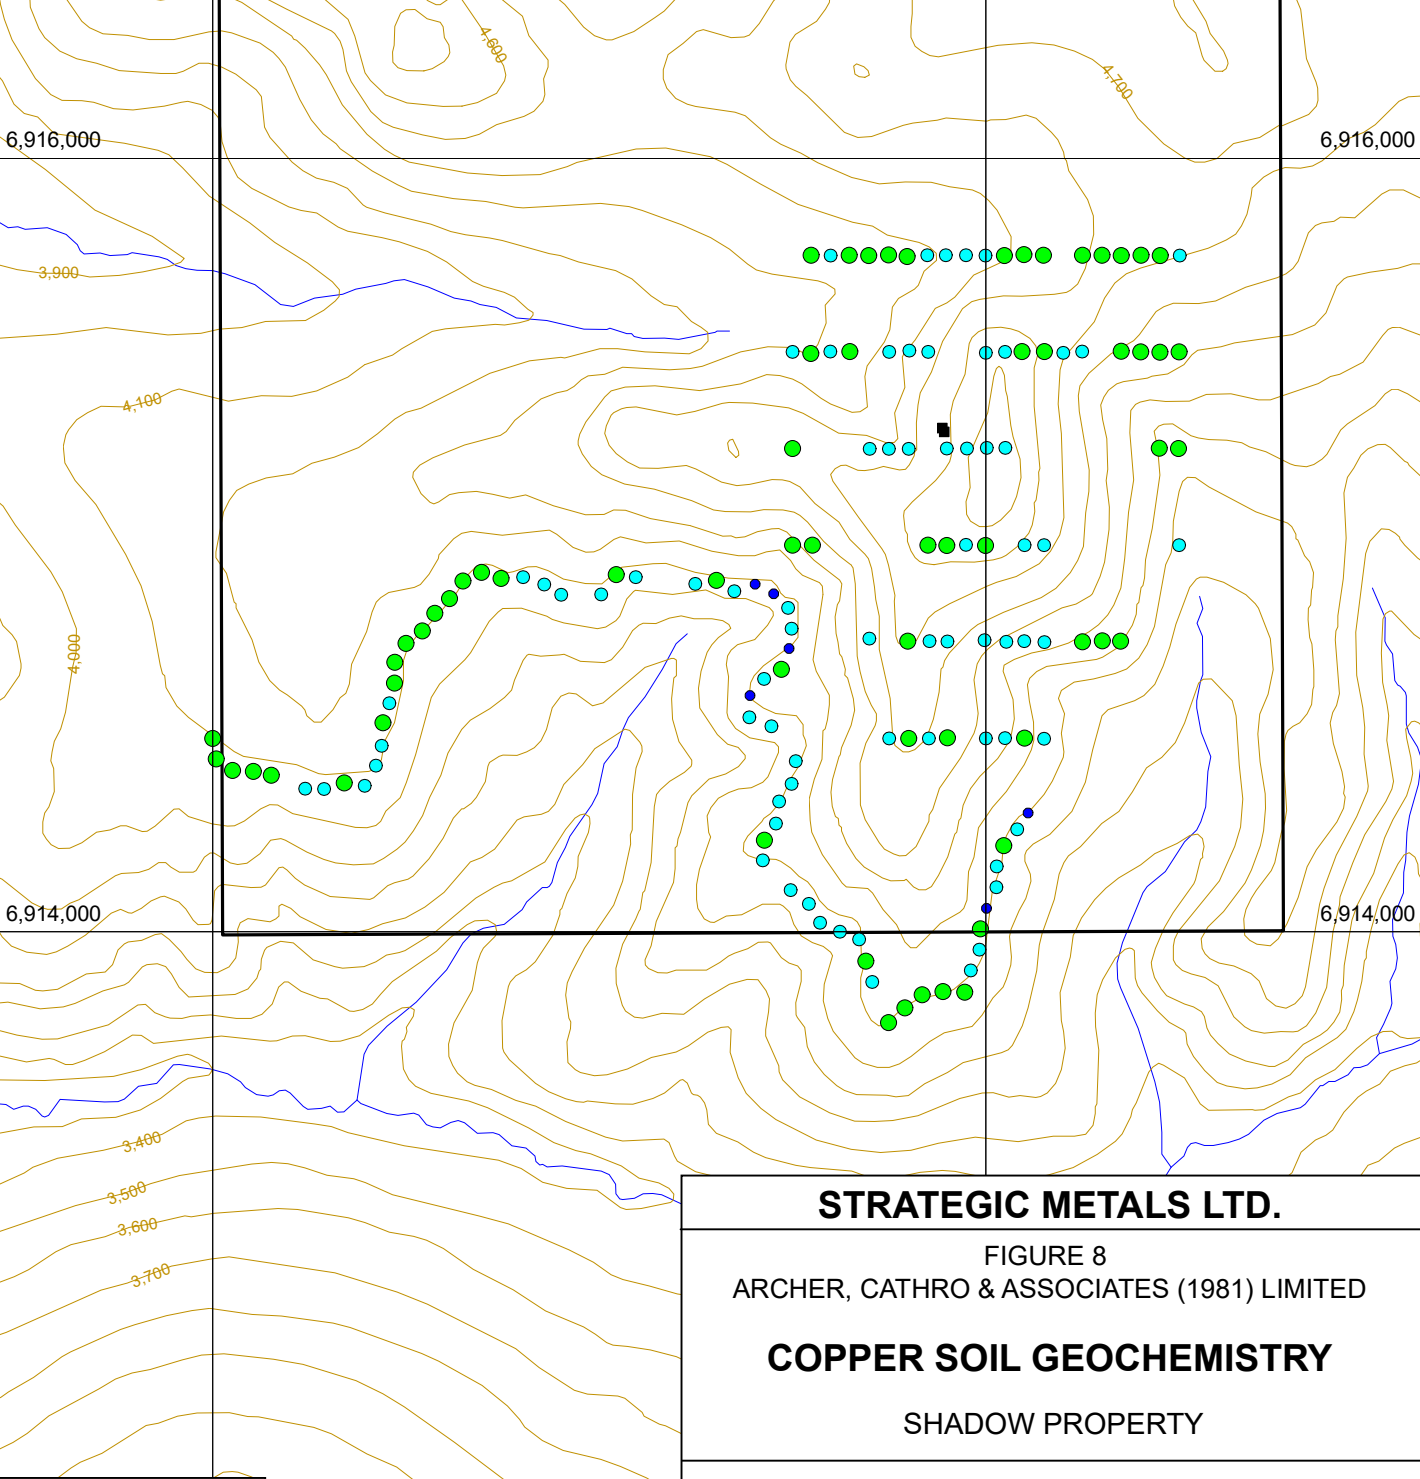 4,600
4,700
6,916,000
6,916,000
3,900
4,100
4,000
6,914,000
6,914,000
3,400
3,500
3,600
3,700
STRATEGIC METALS LTD.
FIGURE 8
ARCHER, CATHRO & ASSOCIATES (1981) LIMITED
COPPER SOIL GEOCHEMISTRY
SHADOW PROPERTY